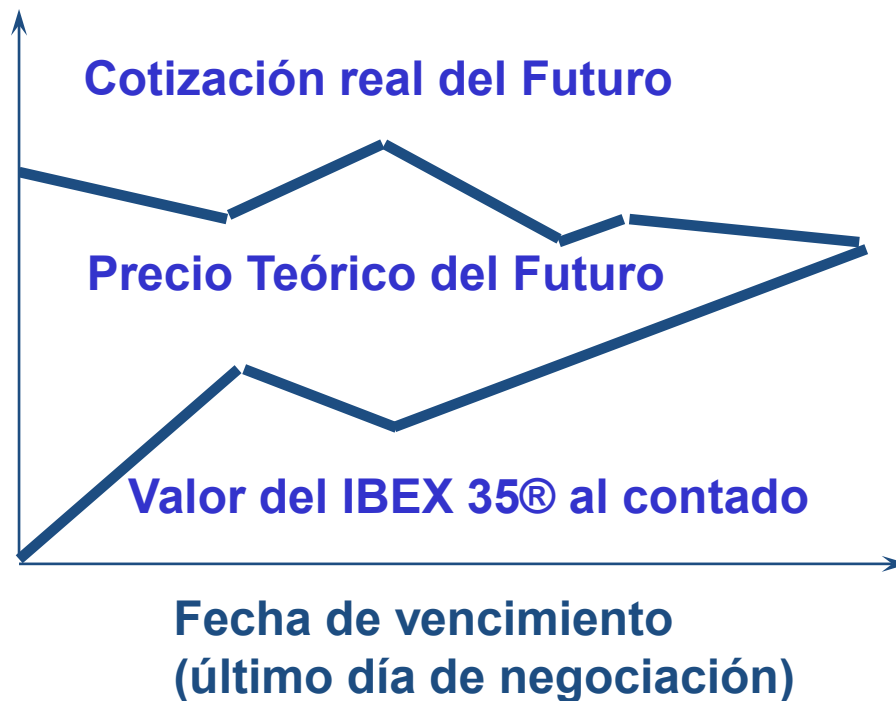 Cotización real del Futuro
Precio Teórico del Futuro
Valor del IBEX 35® al contado
Fecha de vencimiento
(último día de negociación)